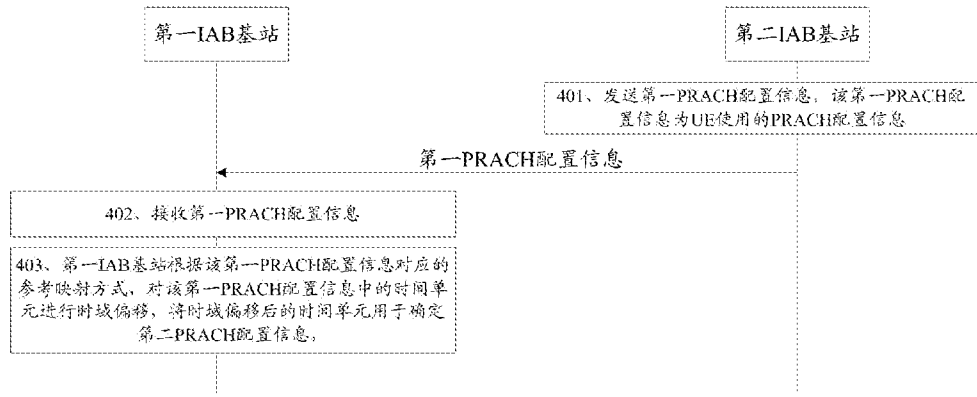 第一IAB基站
第二IAB基站
401、发送第一PRACH配置信息，该第一PRACH配
置信息为UE使用的PRACH配置信息
第一PRACH配置信息
402、接收第一PRACH配置信息
403、第一IAB基站根据该第一PRACH配置信息对应的
参考映射方式，对该第一PRACH配置信息中的时间单
元进行时域偏移，将时域偏移后的时间单元用于确定
第二PRACH配置信息。